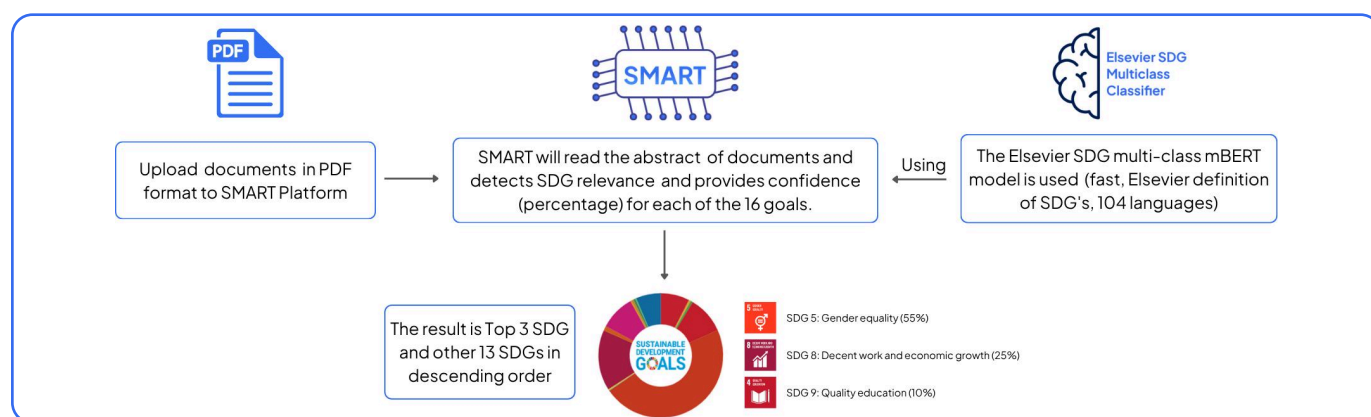 PDF
Upload documents in PDF
format to SMART Platform
SMART
SMART will read the abstract of documents and
detects SDG relevance and provides confidence
(percentage) for each of the 16 goals.
Using
Elsevier SDG
Multiclass
Classifier
The Elsevier SDG multi-class mBERT
model is used (fast, Elsevier definition
of SDG's, 104 languages)
The result is Top 3 SDG
and other 13 SDGs in
descending order
SUSTAINABLE
DEVELOPMENT
GOALS
5
SDG 5: Gender equality (55%)
8
SDG 8: Decent work and economic growth (25%)
4
SDG 9: Quality education (10%)